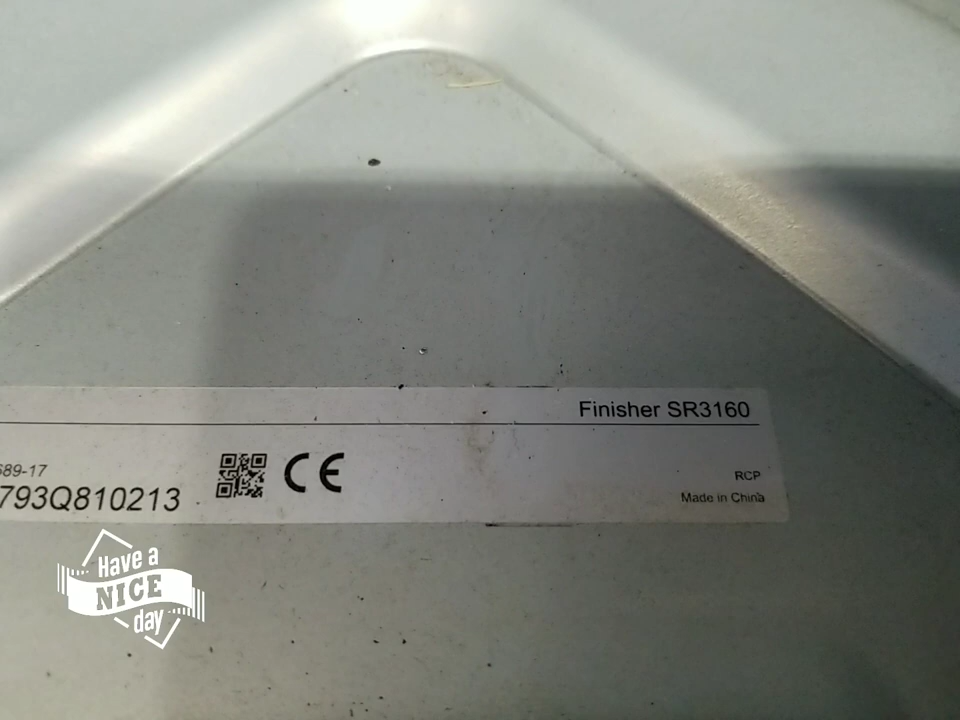 Finisher SR3160
689-17
793Q810213
CE
RCP
Made in China
Have a
NICE
day